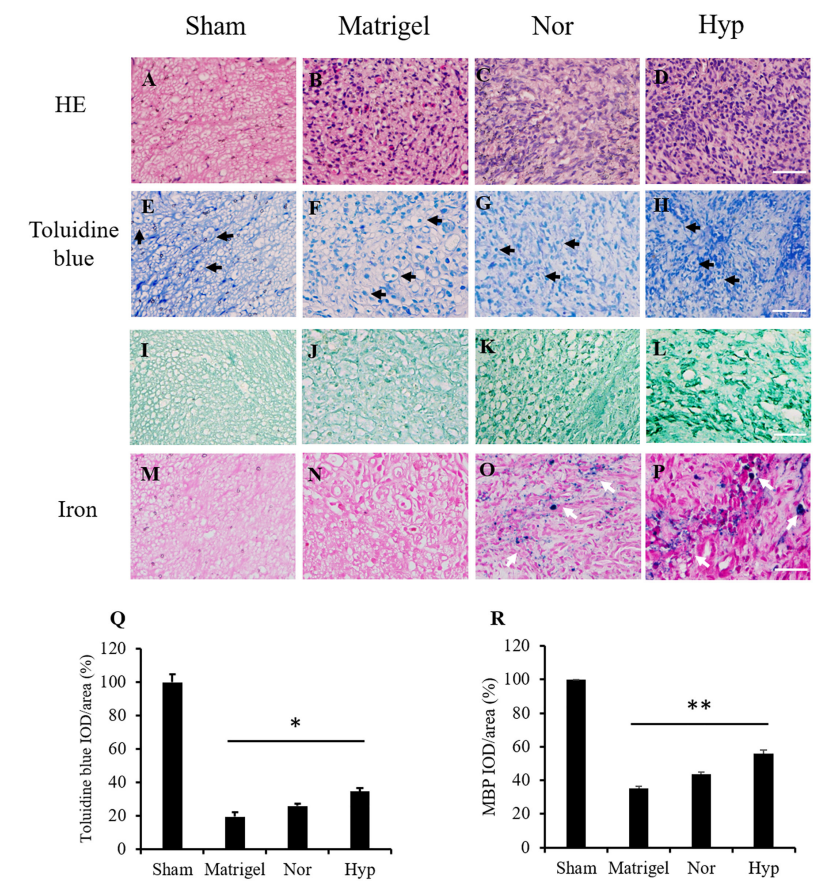 Sham Matrigel Nor Hyp
HE
A B C D
Toluidine
blue
E F G H
I J K L
Iron
M N O P
Q
120
100
80
60
40
20
0
Toluidine blue IOD/area (%)
*
Sham Matrigel Nor Hyp
R
120
100
80
60
40
20
0
MBP IOD/area (%)
**
Sham Matrigel Nor Hyp